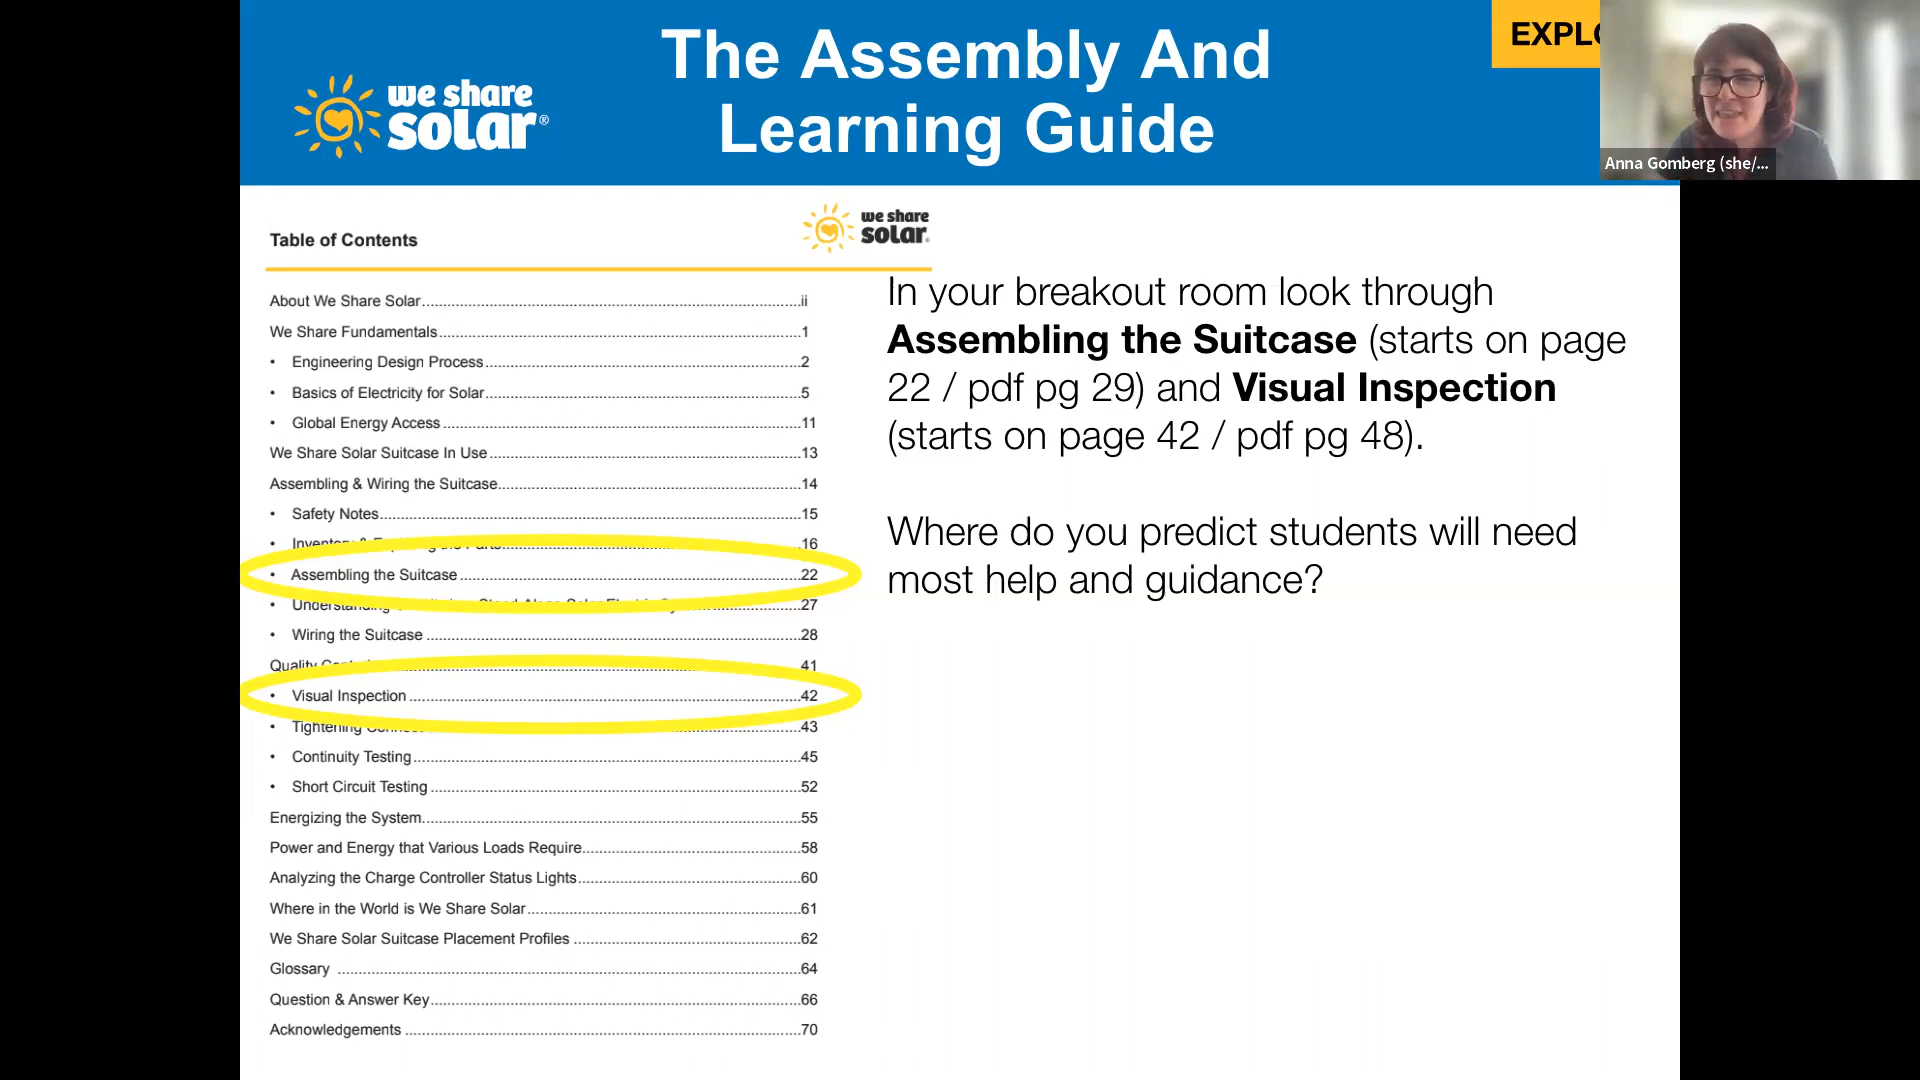 The Assembly And
Learning Guide
we share
solar®
EXPLO
Anna Gomberg (she/...
Table of Contents
we share
solar
About We Share Solar ii
We Share Fundamentals 1
• Engineering Design Process 2
• Basics of Electricity for Solar 5
• Global Energy Access 11
We Share Solar Suitcase In Use 13
Assembling & Wiring the Suitcase 14
• Safety Notes 15
• Inventory & Exploring the Parts 16
• Assembling the Suitcase 22
• Understanding 27
• Wiring the Suitcase 28
Quality 41
• Visual Inspection 42
• Tightening 43
• Continuity Testing 45
• Short Circuit Testing 52
Energizing the System 55
Power and Energy that Various Loads Require 58
Analyzing the Charge Controller Status Lights 60
Where in the World is We Share Solar 61
We Share Solar Suitcase Placement Profiles 62
Glossary 64
Question & Answer Key 66
Acknowledgements 70
In your breakout room look through
Assembling the Suitcase (starts on page
22 / pdf pg 29) and Visual Inspection
(starts on page 42 / pdf pg 48).
Where do you predict students will need
most help and guidance?